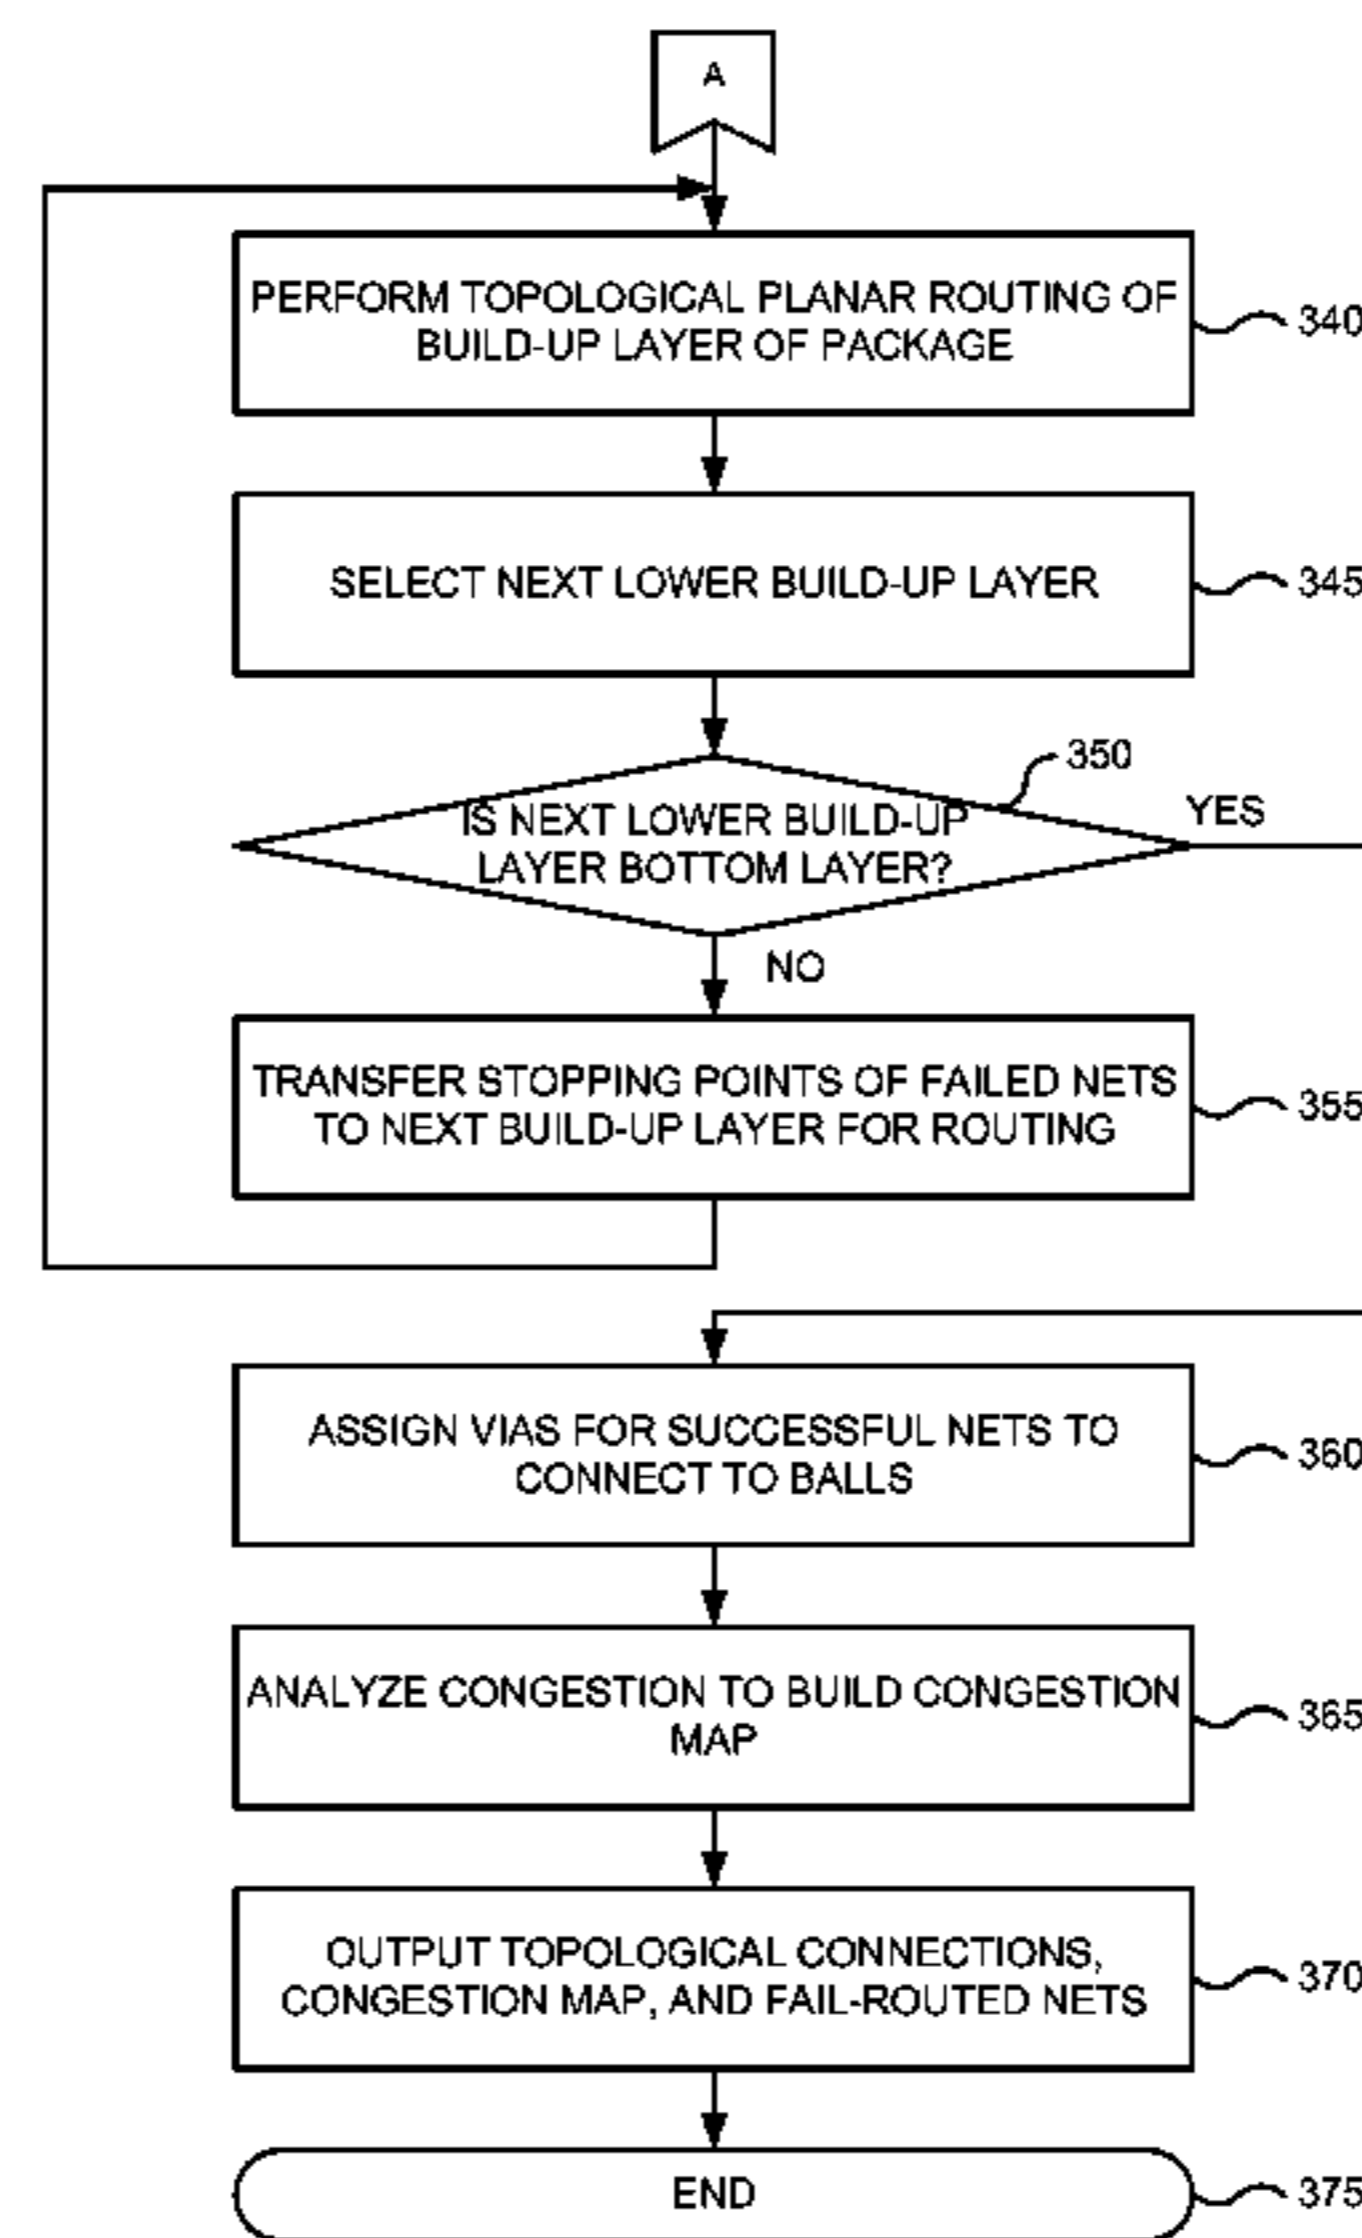 A
PERFORM TOPOLOGICAL PLANAR ROUTING OF
BUILD-UP LAYER OF PACKAGE
340
SELECT NEXT LOWER BUILD-UP LAYER
345
350
IS NEXT LOWER BUILD-UP
LAYER BOTTOM LAYER?
YES
NO
TRANSFER STOPPING POINTS OF FAILED NETS
TO NEXT BUILD-UP LAYER FOR ROUTING
355
ASSIGN VIAS FOR SUCCESSFUL NETS TO
CONNECT TO BALLS
360
ANALYZE CONGESTION TO BUILD CONGESTION
MAP
365
OUTPUT TOPOLOGICAL CONNECTIONS,
CONGESTION MAP, AND FAIL-ROUTED NETS
370
END
375